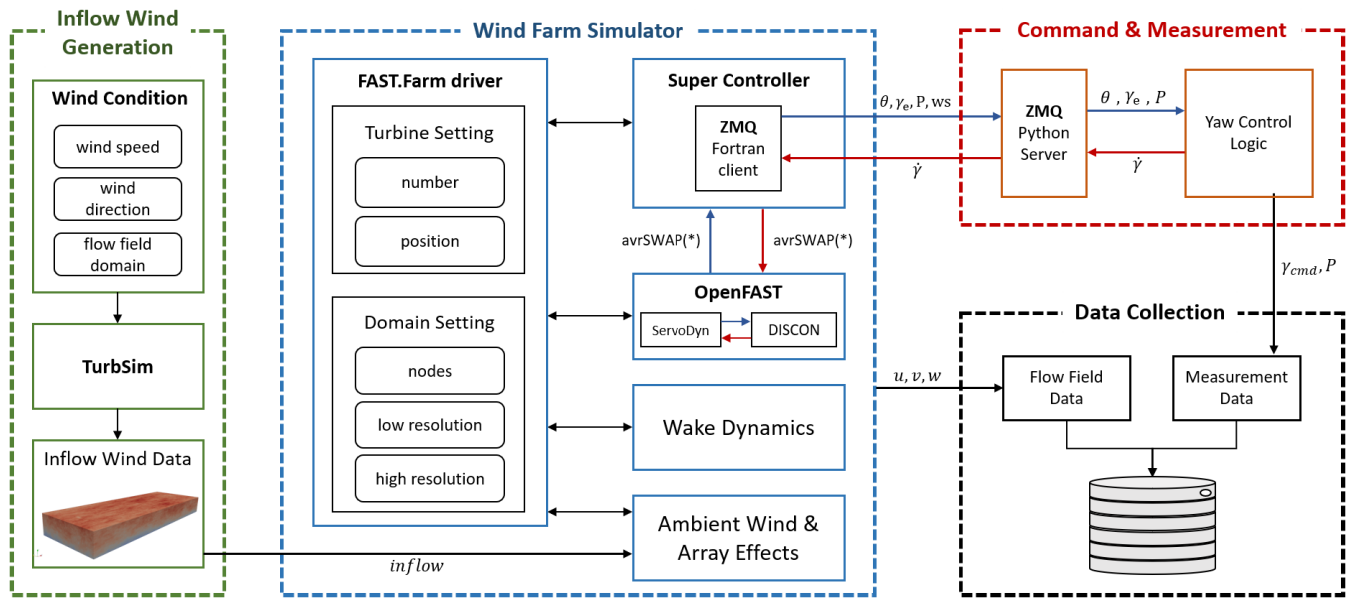 Inflow Wind
Generation
Wind Condition
wind speed
wind
direction
flow field
domain
TurbSim
Inflow Wind Data
inflow
Wind Farm Simulator
FAST.Farm driver
Turbine Setting
number
position
Domain Setting
nodes
low resolution
high resolution
Super Controller
ZMQ
Fortran
client
avrSWAP(*)
avrSWAP(*)
OpenFAST
ServoDyn
DISCON
Wake Dynamics
Ambient Wind &
Array Effects
θ, γₑ, P, ws
γ̇
u, v, w
Command & Measurement
ZMQ
Python
Server
θ , γₑ , P
γ̇
Yaw Control
Logic
γ_cmd, P
Data Collection
Flow Field
Data
Measurement
Data